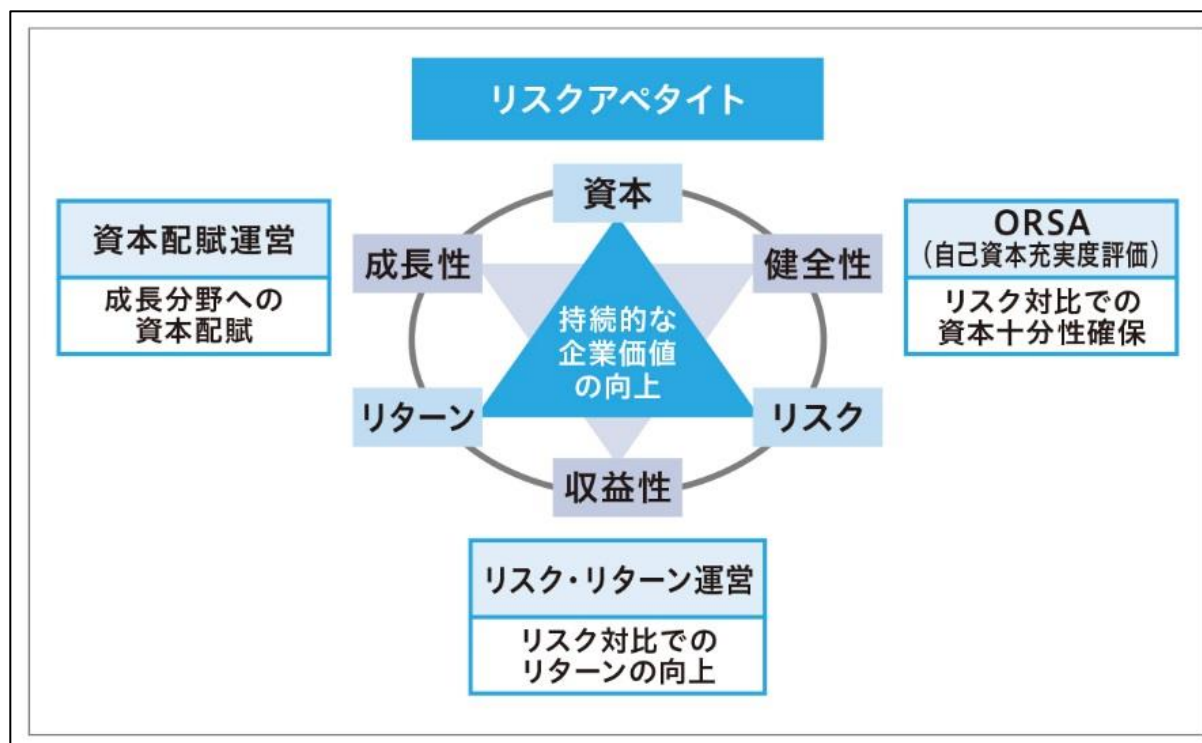 リスクアペタイト
資本
成長性
健全性
資本配賦運営
成長分野への
資本配賦
ORSA
（自己資本充実度評価）
リスク対比での
資本十分性確保
持続的な
企業価値
の向上
リターン
リスク
収益性
リスク・リターン運営
リスク対比での
リターンの向上